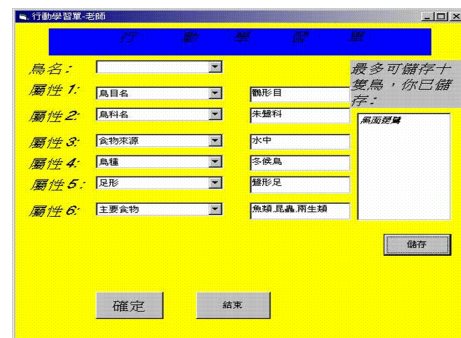 行動學習單-老師
行 動 學 習 單
鳥名：
屬性 1: 鳥目名 鸛形目
屬性 2: 鳥科名 朱鷺科
屬性 3: 食物來源 水中
屬性 4: 鳥種 冬候鳥
屬性 5: 足形
屬性 6: 主要食物 魚類,昆蟲,兩生類
最多可儲存十
隻鳥，你已儲
存：
黑面琵鷺
儲存
確定 結束